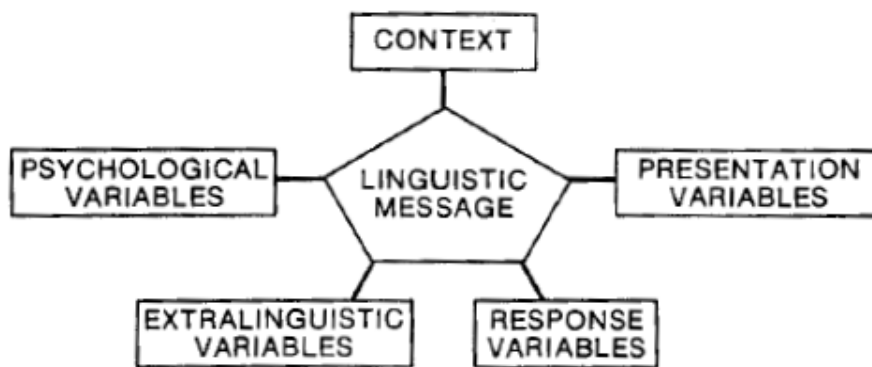 CONTEXT
PSYCHOLOGICAL
VARIABLES
LINGUISTIC
MESSAGE
PRESENTATION
VARIABLES
EXTRALINGUISTIC
VARIABLES
RESPONSE
VARIABLES